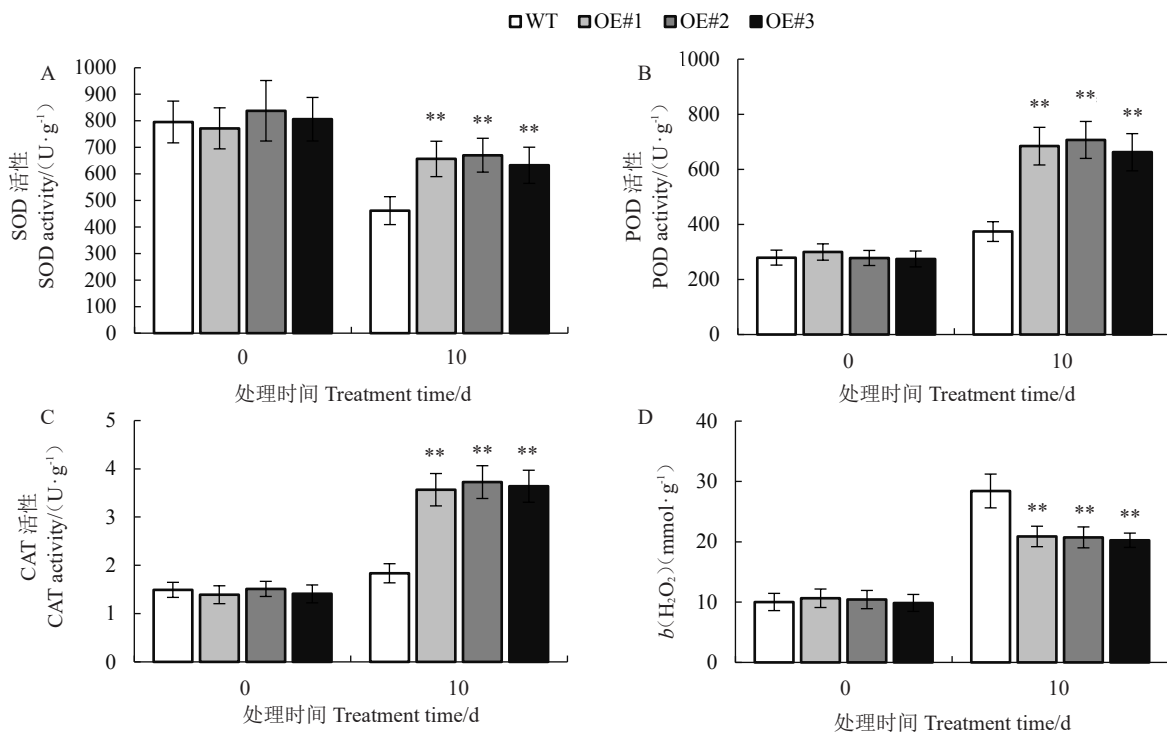 WT OE#1 OE#2 OE#3
A
SOD 活性
SOD activity/(U·g⁻¹)
1000
900
800
700
600
500
400
300
200
100
0
** ** **
0 10
处理时间 Treatment time/d
B
POD 活性
POD activity/(U·g⁻¹)
1000
800
600
400
200
0
** ** **
0 10
处理时间 Treatment time/d
C
CAT 活性
CAT activity/(U·g⁻¹)
5
4
3
2
1
0
** ** **
0 10
处理时间 Treatment time/d
D
b(H₂O₂)(mmol·g⁻¹)
40
30
20
10
0
** ** **
0 10
处理时间 Treatment time/d